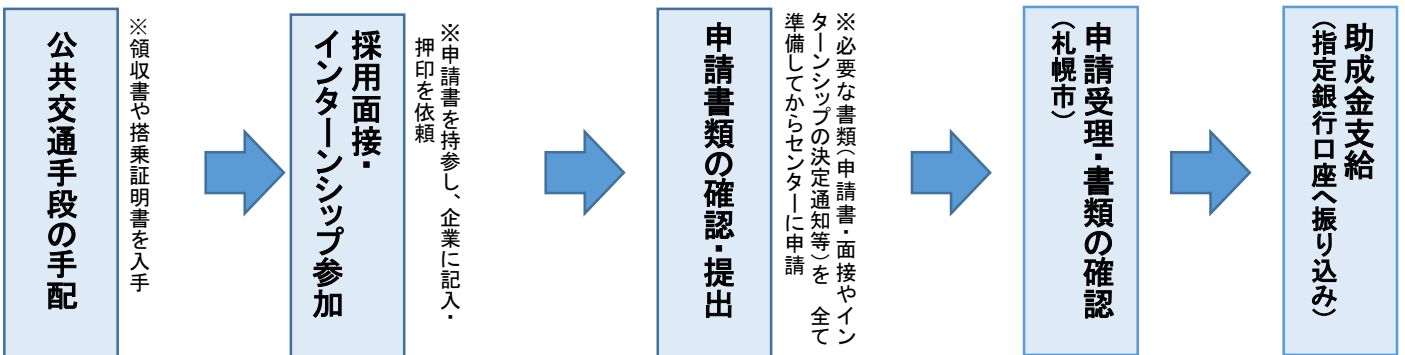 公共交通手段の手配
※領収書や搭乗証明書を入手
採用面接・
インターンシップ参加
※申請書を持参し、企業に記入・
押印を依頼
申請書類の確認・提出
※必要な書類（申請書・面接やイン
ターンシップの決定通知等）を　全て
準備してからセンターに申請
申請受理・書類の確認
（札幌市）
助成金支給
（指定銀行口座へ振り込み）